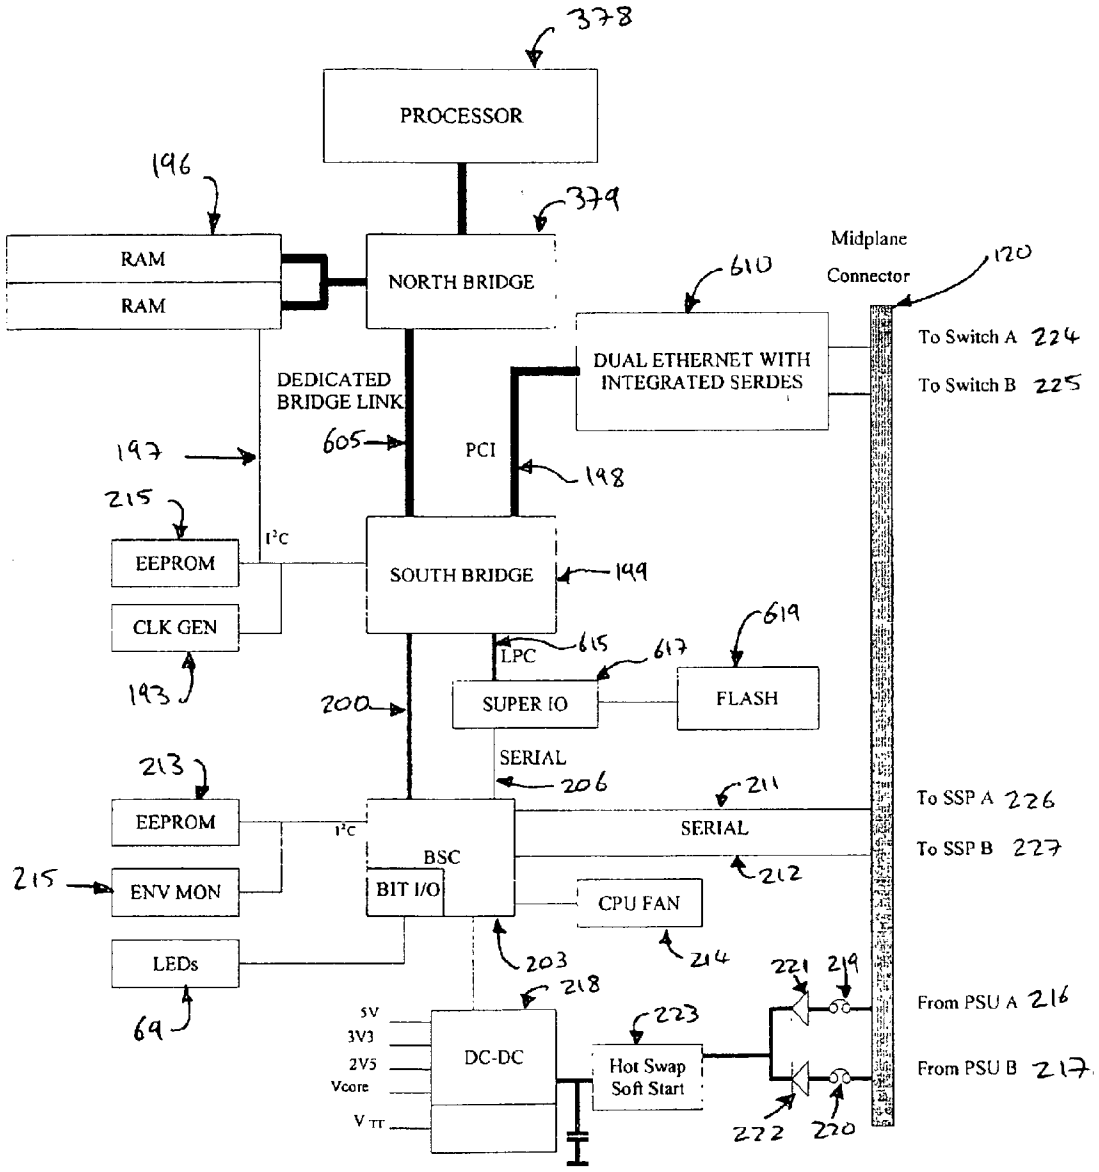 378
PROCESSOR
196
379
RAM
RAM
NORTH BRIDGE
610
Midplane
Connector
120
DUAL ETHERNET WITH
INTEGRATED SERDES
To Switch A 224
To Switch B 225
DEDICATED
BRIDGE LINK
605
197
PCI
198
215
I²C
EEPROM
SOUTH BRIDGE
199
CLK GEN
193
615
LPC
617
619
200
SUPER IO
FLASH
SERIAL
206
213
EEPROM
I²C
BSC
211
SERIAL
212
To SSP A 226
To SSP B 227
215
ENV MON
BIT I/O
CPU FAN
214
LEDs
69
203
218
223
221
219
From PSU A 216
5V
3V3
2V5
Vcore
VTT
DC-DC
Hot Swap
Soft Start
From PSU B 217.
222
220